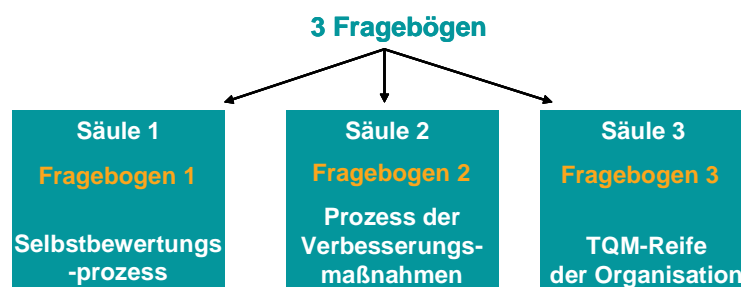 3 Fragebögen
Säule 1
Fragebogen 1
Selbstbewertungs
-prozess
Säule 2
Fragebogen 2
Prozess der
Verbesserungs-
maßnahmen
Säule 3
Fragebogen 3
TQM-Reife
der Organisation